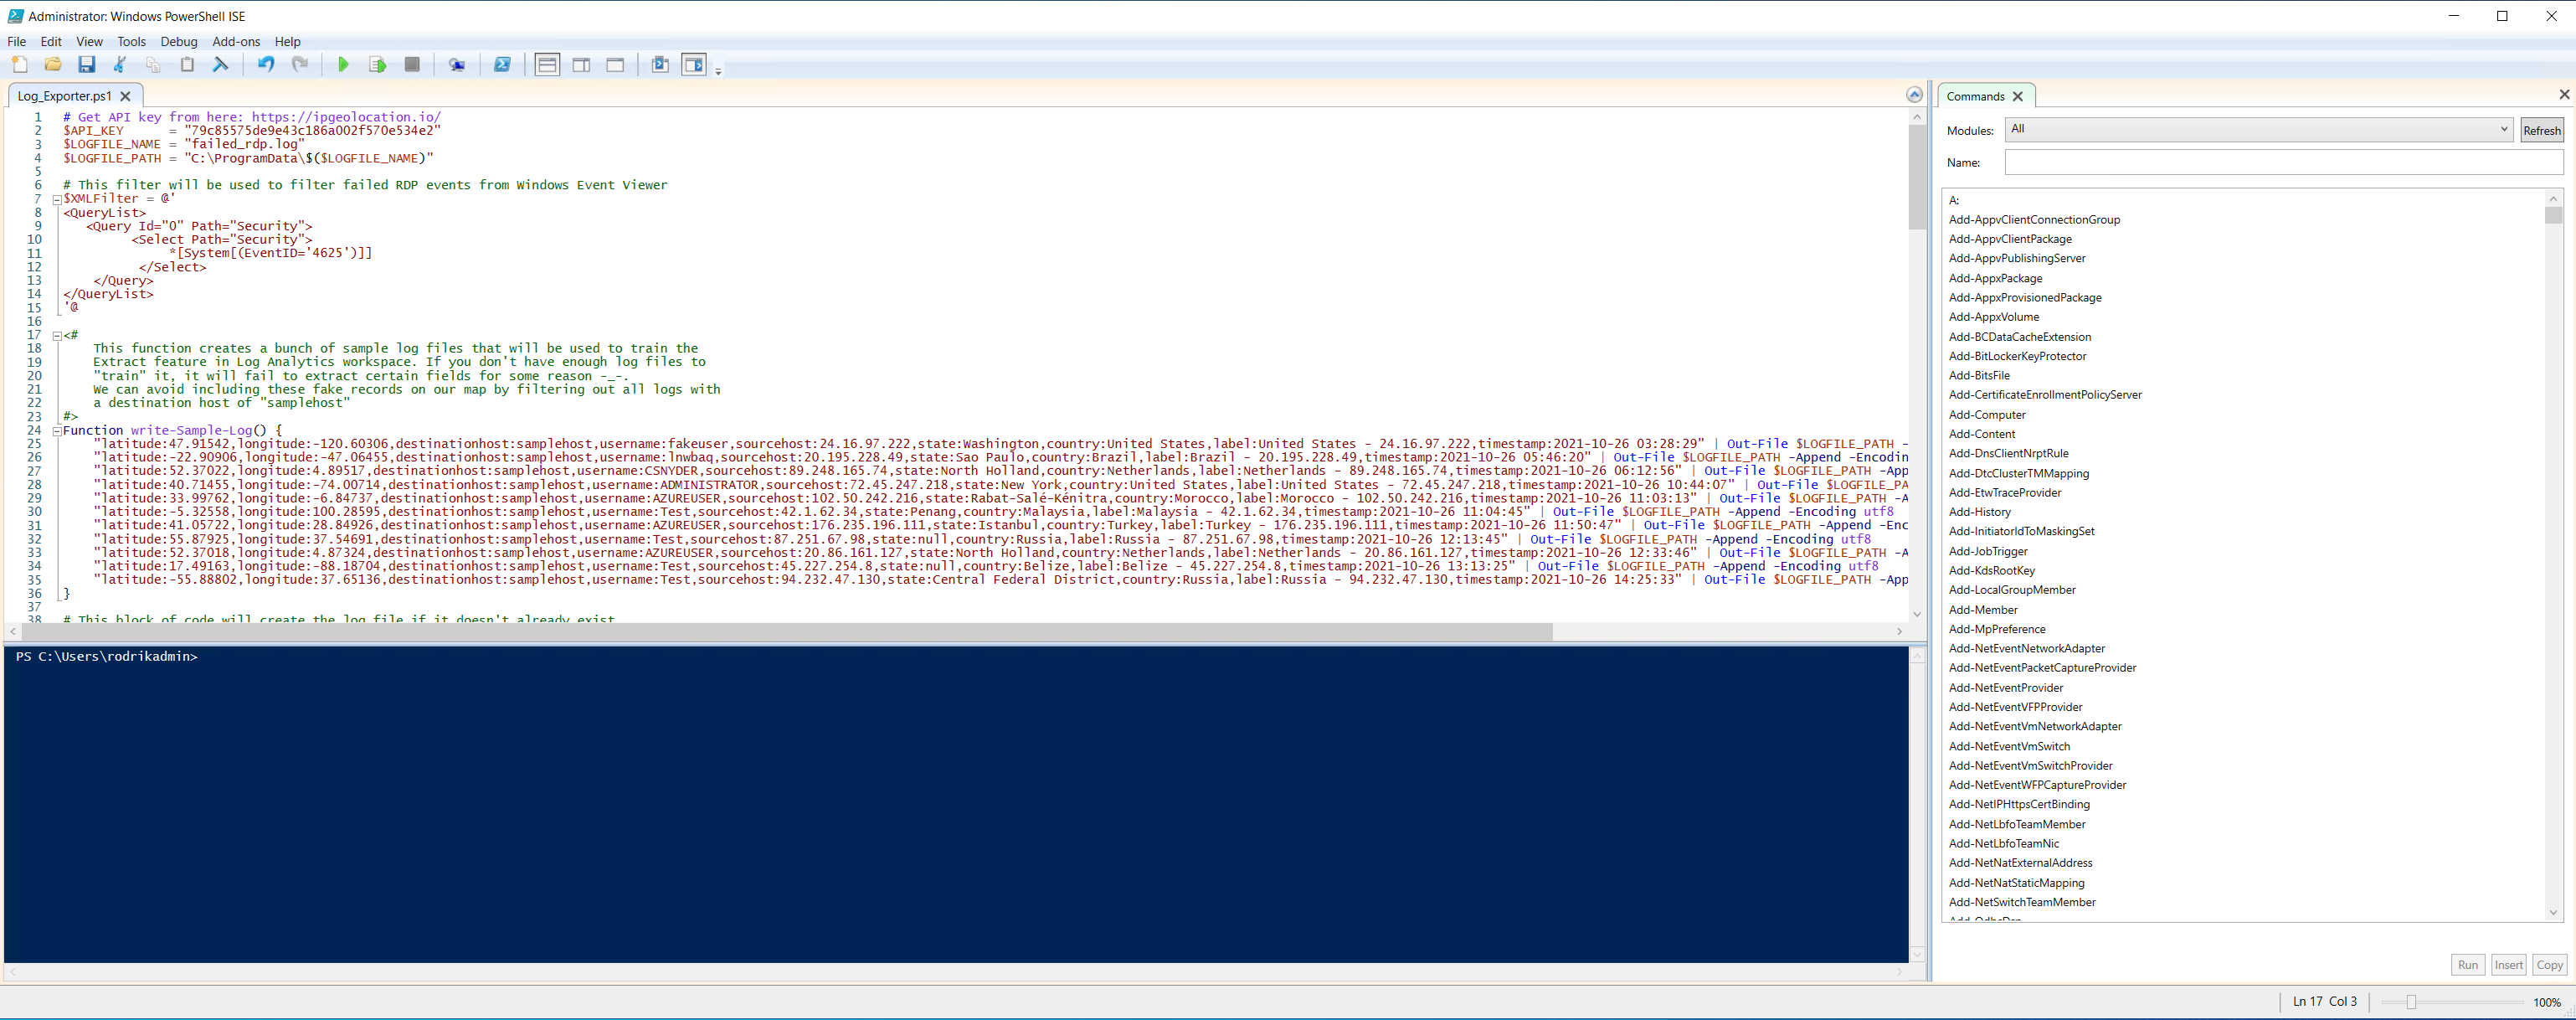 Administrator: Windows PowerShell ISE
File Edit View Tools Debug Add-ons Help
Log_Exporter.ps1
1 # Get API key from here: https://ipgeolocation.io/
2 $API_KEY      = "79c85575de9e43c186a002f570e534e2"
3 $LOGFILE_NAME = "failed_rdp.log"
4 $LOGFILE_PATH = "C:\ProgramData\$($LOGFILE_NAME)"
5
6 # This filter will be used to filter failed RDP events from Windows Event Viewer
7 $XMLFilter = @'
8 <QueryList>
9    <Query Id="0" Path="Security">
10          <Select Path="Security">
11               *[System[(EventID='4625')]]
12           </Select>
13     </Query>
14 </QueryList>
15 '@
16
17 <#
18     This function creates a bunch of sample log files that will be used to train the
19     Extract feature in Log Analytics workspace. If you don't have enough log files to
20     "train" it, it will fail to extract certain fields for some reason -_-.
21     We can avoid including these fake records on our map by filtering out all logs with
22     a destination host of "samplehost"
23 #>
24 Function write-Sample-Log() {
25     "latitude:47.91542,longitude:-120.60306,destinationhost:samplehost,username:fakeuser,sourcehost:24.16.97.222,state:Washington,country:United States,label:United States - 24.16.97.222,timestamp:2021-10-26 03:28:29" | Out-File $LOGFILE_PATH -
26     "latitude:-22.90906,longitude:-47.06455,destinationhost:samplehost,username:lnwbaq,sourcehost:20.195.228.49,state:Sao Paulo,country:Brazil,label:Brazil - 20.195.228.49,timestamp:2021-10-26 05:46:20" | Out-File $LOGFILE_PATH -Append -Encodin
27     "latitude:52.37022,longitude:4.89517,destinationhost:samplehost,username:CSNYDER,sourcehost:89.248.165.74,state:North Holland,country:Netherlands,label:Netherlands - 89.248.165.74,timestamp:2021-10-26 06:12:56" | Out-File $LOGFILE_PATH -App
28     "latitude:40.71455,longitude:-74.00714,destinationhost:samplehost,username:ADMINISTRATOR,sourcehost:72.45.247.218,state:New York,country:United States,label:United States - 72.45.247.218,timestamp:2021-10-26 10:44:07" | Out-File $LOGFILE_PA
29     "latitude:33.99762,longitude:-6.84737,destinationhost:samplehost,username:AZUREUSER,sourcehost:102.50.242.216,state:Rabat-Salé-Kénitra,country:Morocco,label:Morocco - 102.50.242.216,timestamp:2021-10-26 11:03:13" | Out-File $LOGFILE_PATH -A
30     "latitude:-5.32558,longitude:100.28595,destinationhost:samplehost,username:Test,sourcehost:42.1.62.34,state:Penang,country:Malaysia,label:Malaysia - 42.1.62.34,timestamp:2021-10-26 11:04:45" | Out-File $LOGFILE_PATH -Append -Encoding utf8
31     "latitude:41.05722,longitude:28.84926,destinationhost:samplehost,username:AZUREUSER,sourcehost:176.235.196.111,state:Istanbul,country:Turkey,label:Turkey - 176.235.196.111,timestamp:2021-10-26 11:50:47" | Out-File $LOGFILE_PATH -Append -Enc
32     "latitude:55.87925,longitude:37.54691,destinationhost:samplehost,username:Test,sourcehost:87.251.67.98,state:null,country:Russia,label:Russia - 87.251.67.98,timestamp:2021-10-26 12:13:45" | Out-File $LOGFILE_PATH -Append -Encoding utf8
33     "latitude:52.37018,longitude:4.87324,destinationhost:samplehost,username:AZUREUSER,sourcehost:20.86.161.127,state:North Holland,country:Netherlands,label:Netherlands - 20.86.161.127,timestamp:2021-10-26 12:33:46" | Out-File $LOGFILE_PATH -A
34     "latitude:17.49163,longitude:-88.18704,destinationhost:samplehost,username:Test,sourcehost:45.227.254.8,state:null,country:Belize,label:Belize - 45.227.254.8,timestamp:2021-10-26 13:13:25" | Out-File $LOGFILE_PATH -Append -Encoding utf8
35     "latitude:-55.88802,longitude:37.65136,destinationhost:samplehost,username:Test,sourcehost:94.232.47.130,state:Central Federal District,country:Russia,label:Russia - 94.232.47.130,timestamp:2021-10-26 14:25:33" | Out-File $LOGFILE_PATH -App
36 }
37
38 # This block of code will create the log file if it doesn't already exist
PS C:\Users\rodrikadmin>
Commands
Modules: All Refresh
Name:
A:
Add-AppvClientConnectionGroup
Add-AppvClientPackage
Add-AppvPublishingServer
Add-AppxPackage
Add-AppxProvisionedPackage
Add-AppxVolume
Add-BCDataCacheExtension
Add-BitLockerKeyProtector
Add-BitsFile
Add-CertificateEnrollmentPolicyServer
Add-Computer
Add-Content
Add-DnsClientNrptRule
Add-DtcClusterTMMapping
Add-EtwTraceProvider
Add-History
Add-InitiatorIdToMaskingSet
Add-JobTrigger
Add-KdsRootKey
Add-LocalGroupMember
Add-Member
Add-MpPreference
Add-NetEventNetworkAdapter
Add-NetEventPacketCaptureProvider
Add-NetEventProvider
Add-NetEventVFPProvider
Add-NetEventVmNetworkAdapter
Add-NetEventVmSwitch
Add-NetEventVmSwitchProvider
Add-NetEventWFPCaptureProvider
Add-NetIPHttpsCertBinding
Add-NetLbfoTeamMember
Add-NetLbfoTeamNic
Add-NetNatExternalAddress
Add-NetNatStaticMapping
Add-NetSwitchTeamMember
Add-OdbcDsn
Run Insert Copy
Ln 17 Col 3 100%